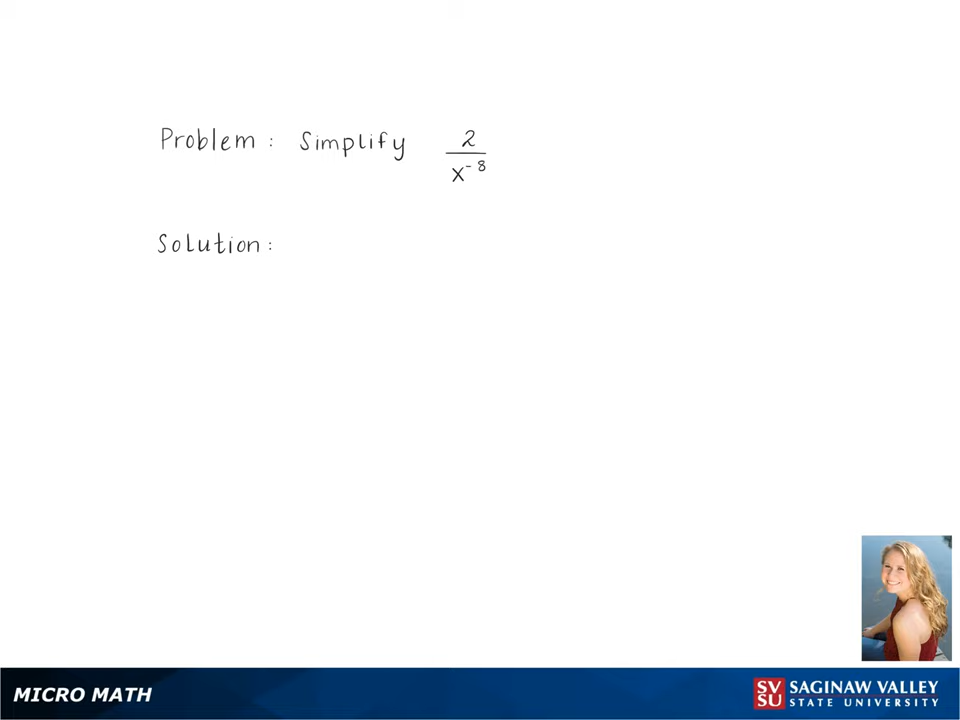 Problem: Simplify 2/x⁻⁸
Solution:
MICRO MATH
SV SU SAGINAW VALLEY
STATE UNIVERSITY